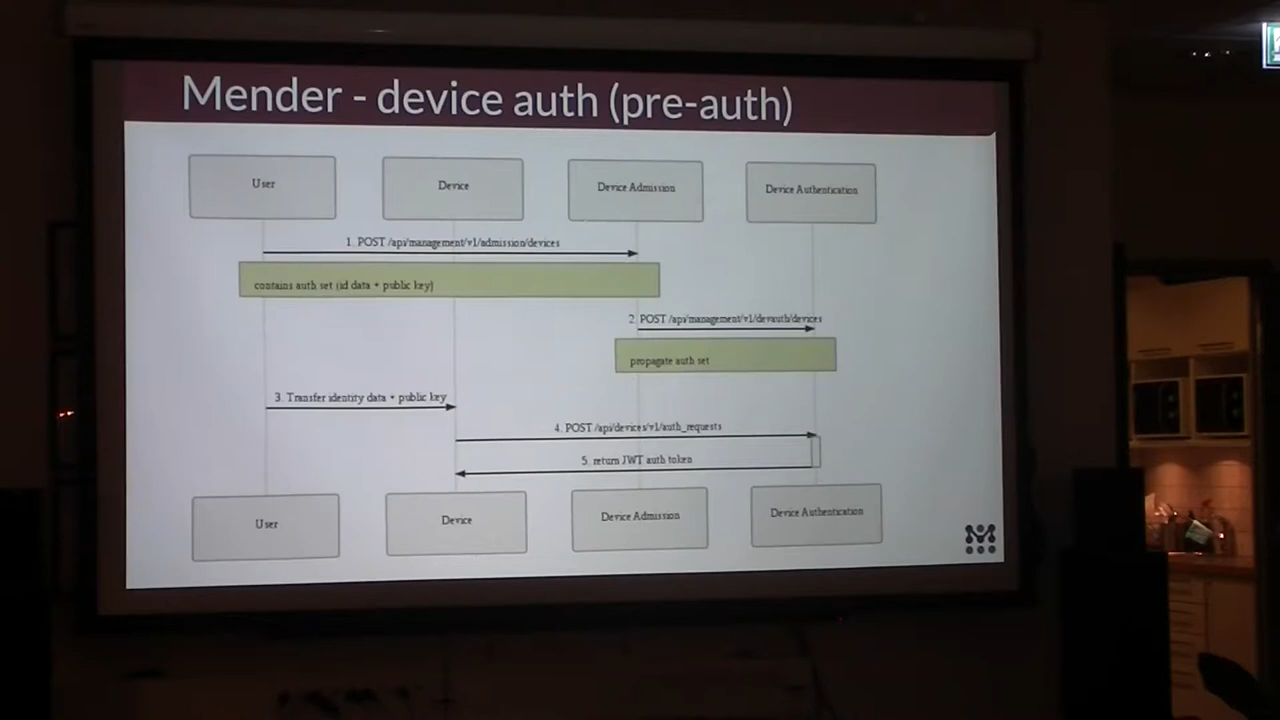 Mender - device auth (pre-auth)
User
Device
Device Admission
Device Authentication
1. POST /api/management/v1/admission/devices
contains auth set (id data + public key)
2. POST /api/management/v1/devauth/devices
propagate auth set
3. Transfer identity data + public key
4. POST /api/devices/v1/auth_requests
5. return JWT auth token
User
Device
Device Admission
Device Authentication